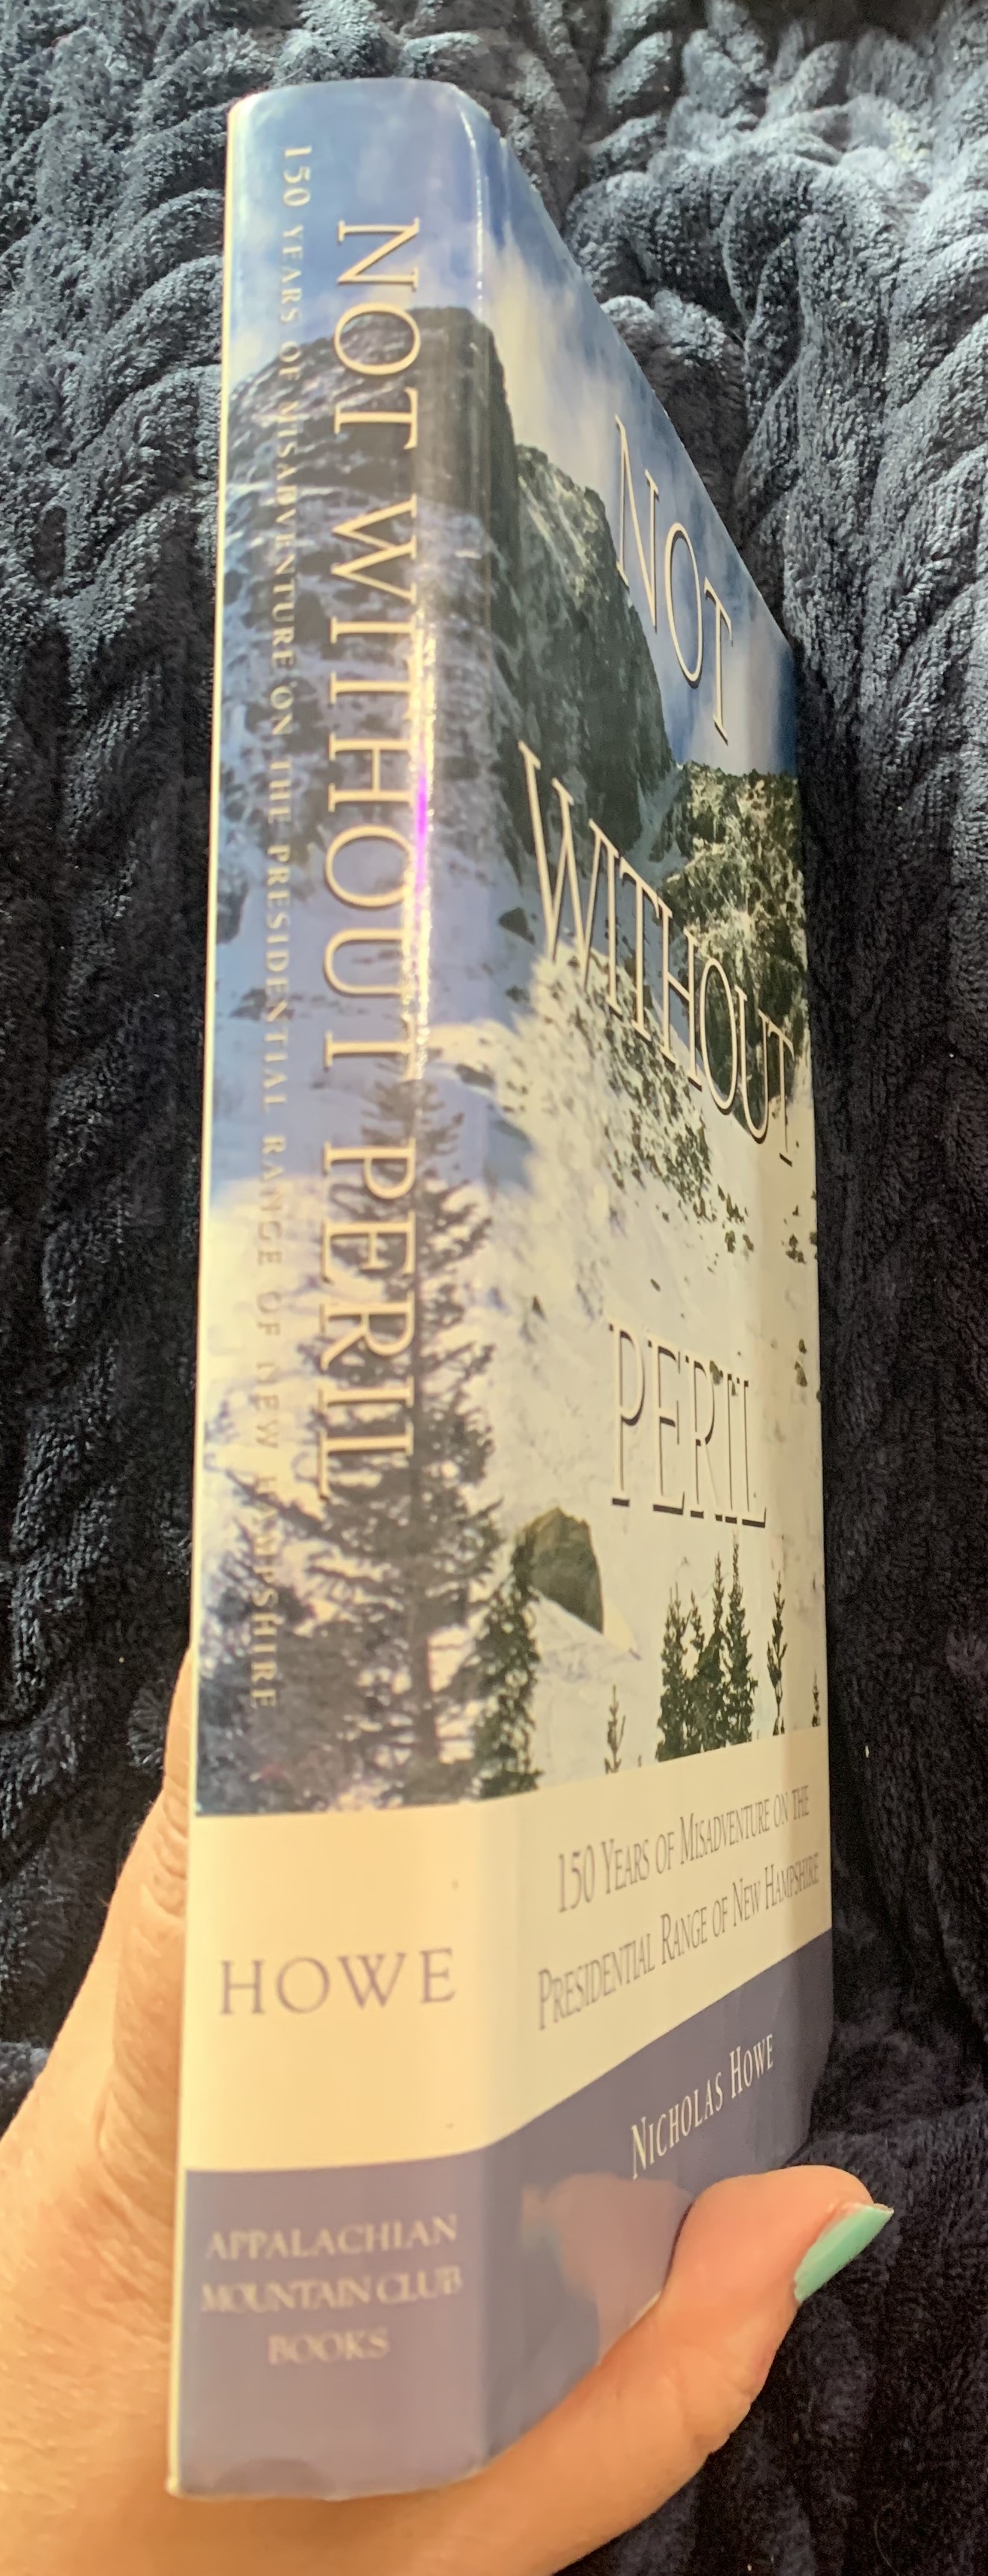 150 YEARS OF MISADVENTURE ON THE PRESIDENTIAL RANGE OF NEW HAMPSHIRE
NOT WITHOUT PERIL
HOWE
APPALACHIAN
MOUNTAIN CLUB
BOOKS
NOT
WITHOUT
PERIL
150 YEARS OF MISADVENTURE ON THE
PRESIDENTIAL RANGE OF NEW HAMPSHIRE
NICHOLAS HOWE